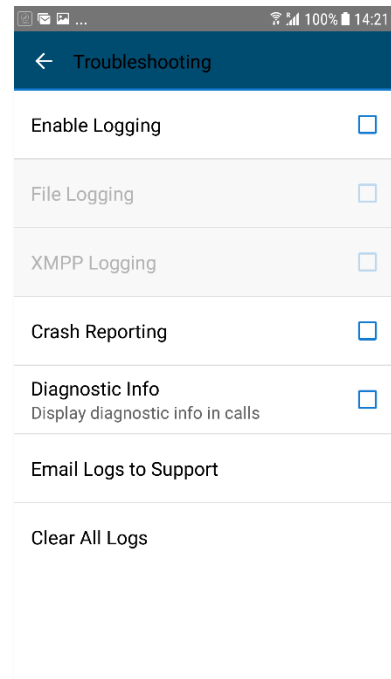 ... 100% 14:21
Troubleshooting
Enable Logging
File Logging
XMPP Logging
Crash Reporting
Diagnostic Info
Display diagnostic info in calls
Email Logs to Support
Clear All Logs